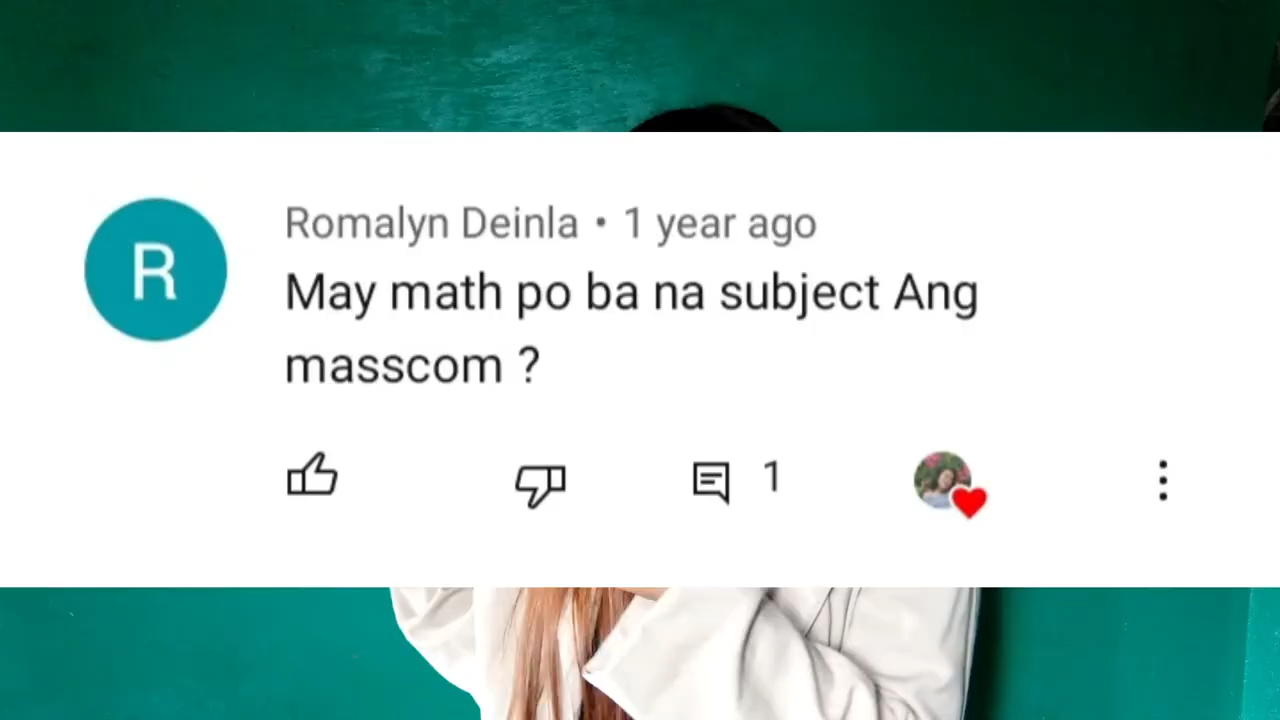 R
Romalyn Deinla • 1 year ago
May math po ba na subject Ang
masscom ?
1